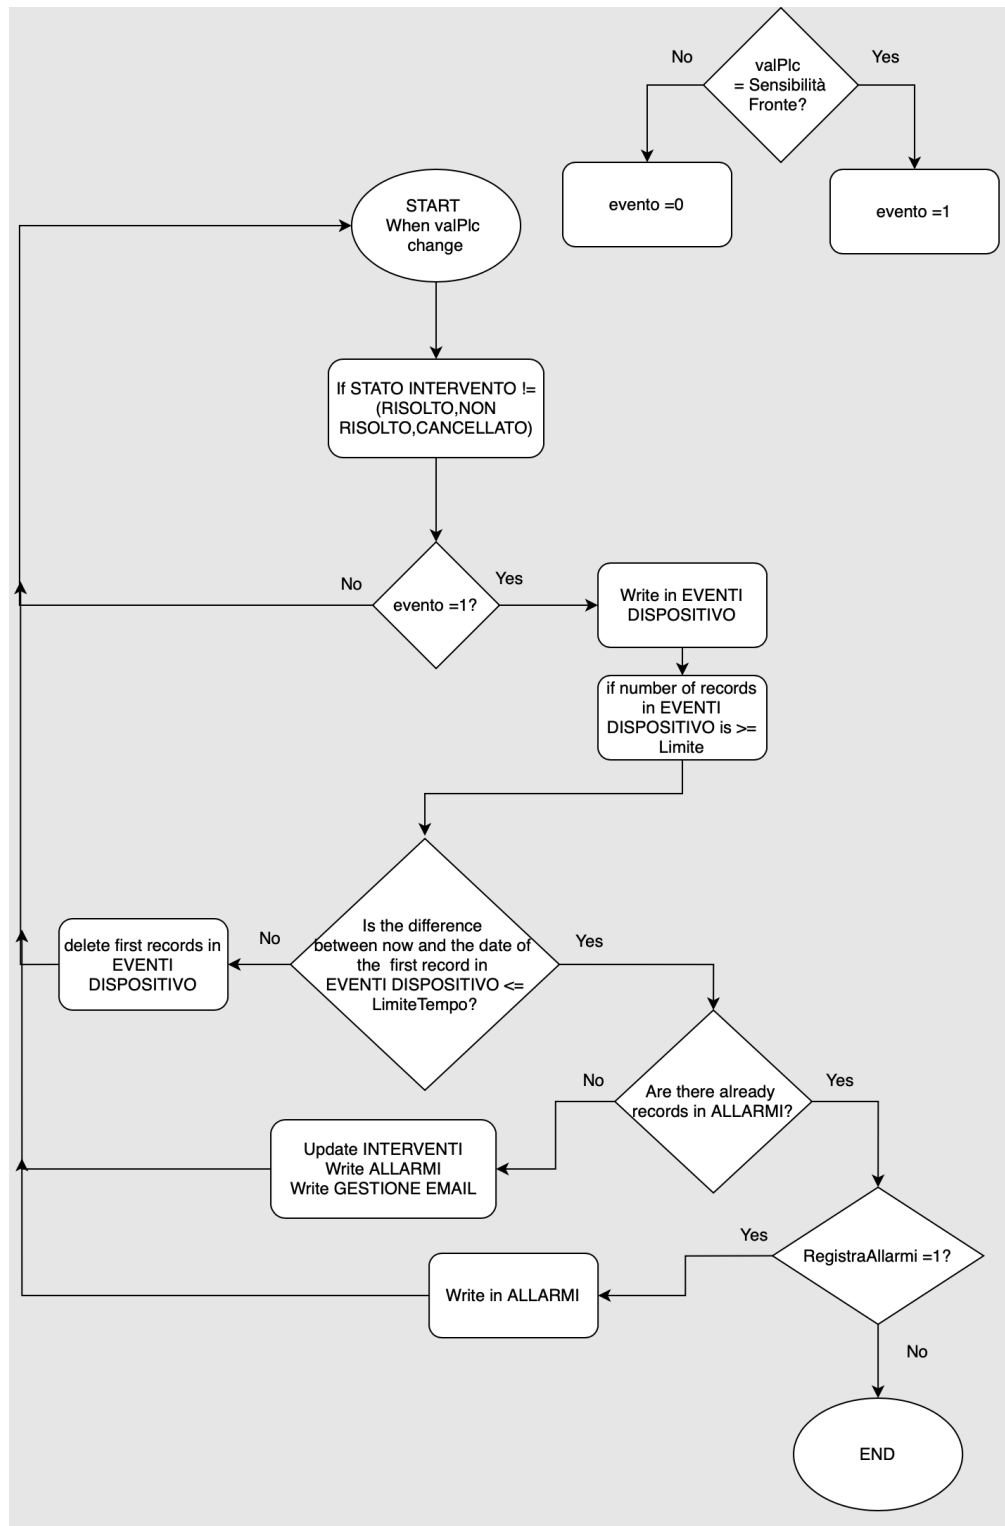 No
Yes
valPlc
= Sensibilità
Fronte?
evento =0
evento =1
START
When valPlc
change
If STATO INTERVENTO !=
(RISOLTO,NON
RISOLTO,CANCELLATO)
No
Yes
evento =1?
Write in EVENTI
DISPOSITIVO
if number of records
in EVENTI
DISPOSITIVO is >=
Limite
Is the difference
between now and the date of
the first record in
EVENTI DISPOSITIVO <=
LimiteTempo?
No
Yes
delete first records in
EVENTI
DISPOSITIVO
No
Yes
Are there already
records in ALLARMI?
Update INTERVENTI
Write ALLARMI
Write GESTIONE EMAIL
Yes
RegistraAllarmi =1?
Write in ALLARMI
No
END